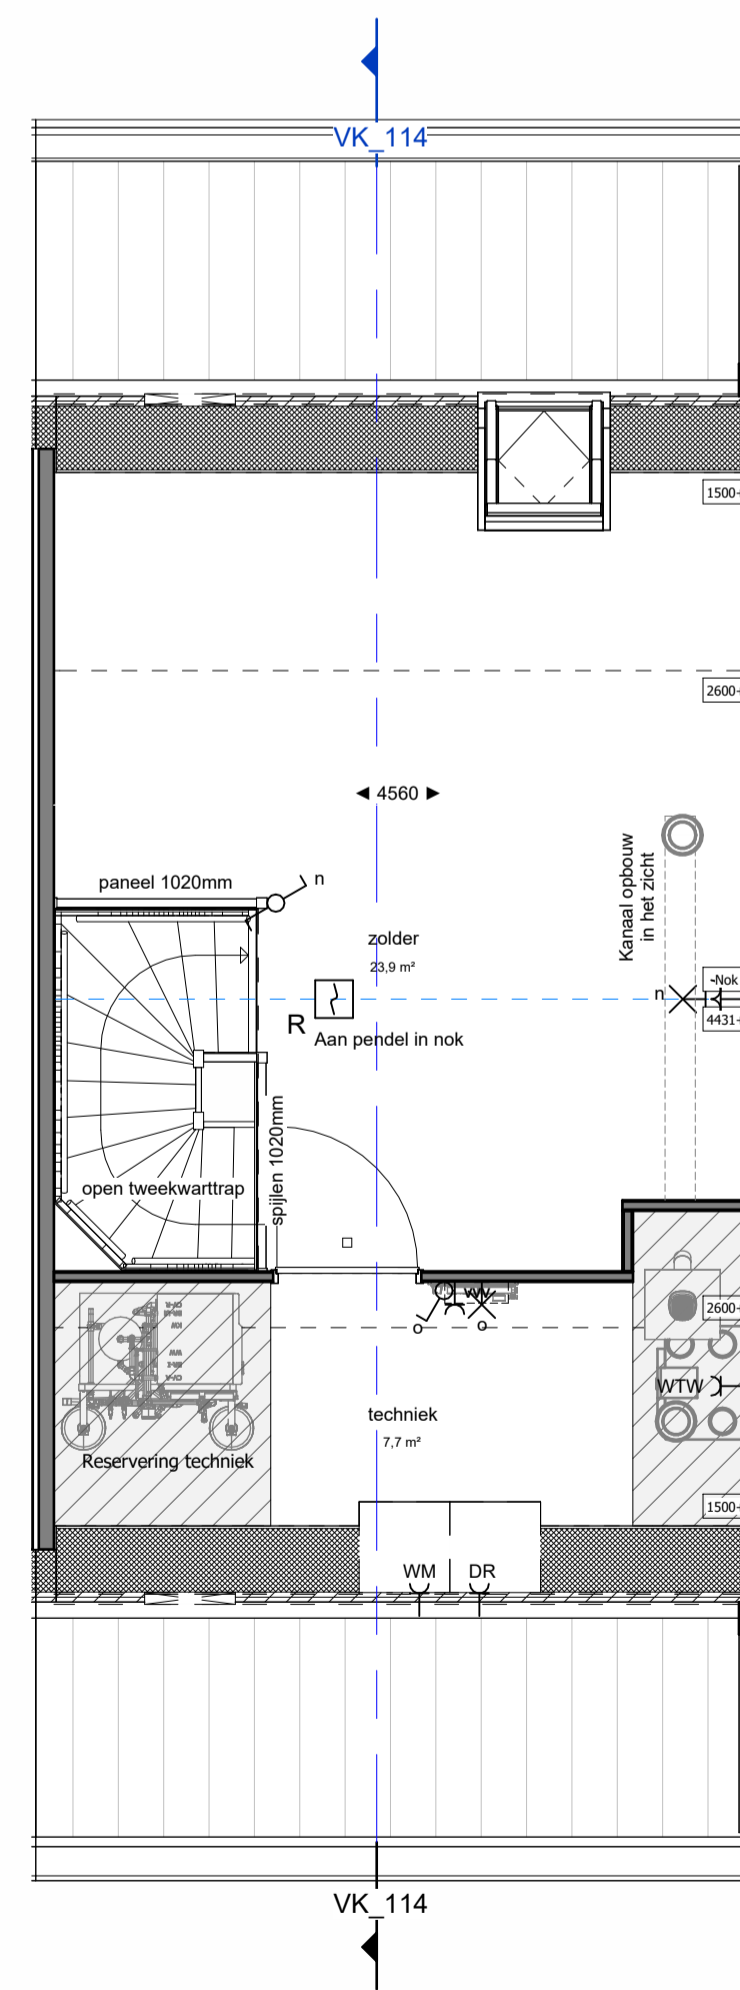 VK_114
1500+
2600+
◄ 4560 ►
Kanaal opbouw
in het zicht
paneel 1020mm
n
zolder
23,9 m²
n
-Nok
4431+
R
Aan pendel in nok
spijlen 1020mm
open tweekwarttrap
2600+
o
o
WTW
techniek
7,7 m²
Reservering techniek
1500+
WM
DR
VK_114